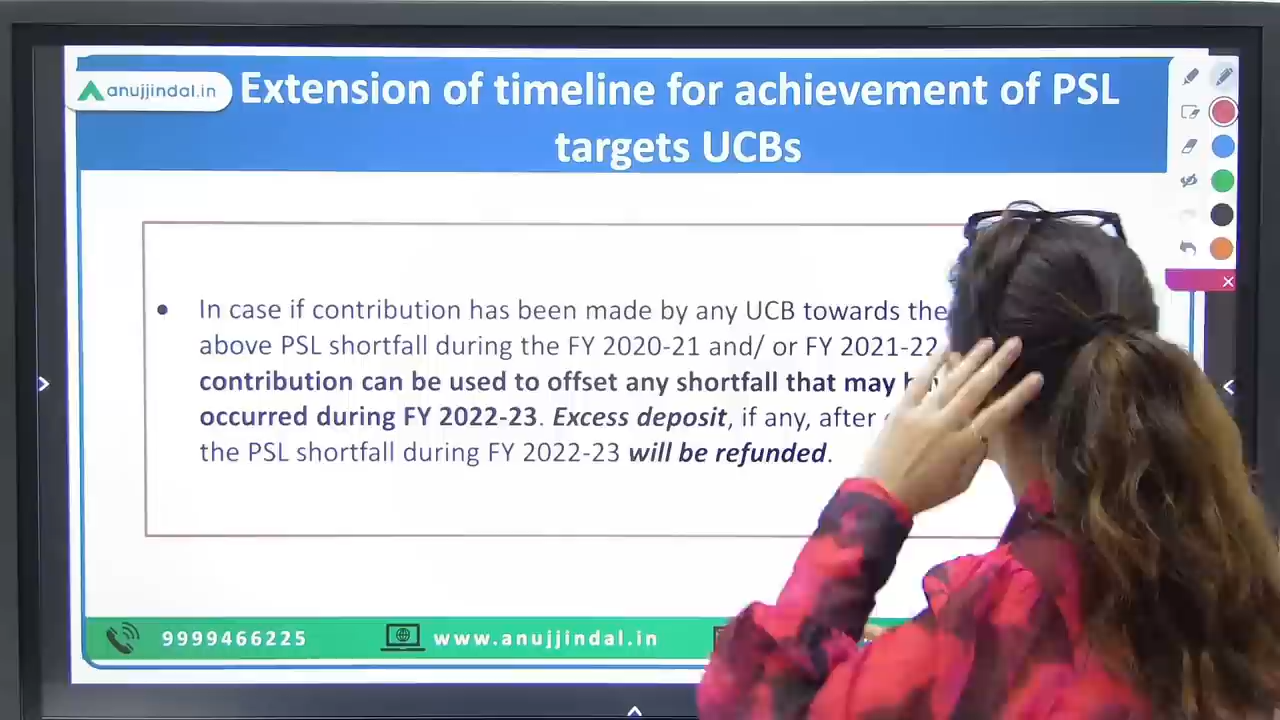 anujjindal.in
Extension of timeline for achievement of PSL
targets UCBs
• In case if contribution has been made by any UCB towards the
above PSL shortfall during the FY 2020-21 and/ or FY 2021-22
contribution can be used to offset any shortfall that may
occurred during FY 2022-23. Excess deposit, if any, after
the PSL shortfall during FY 2022-23 will be refunded.
9999466225 www.anujjindal.in